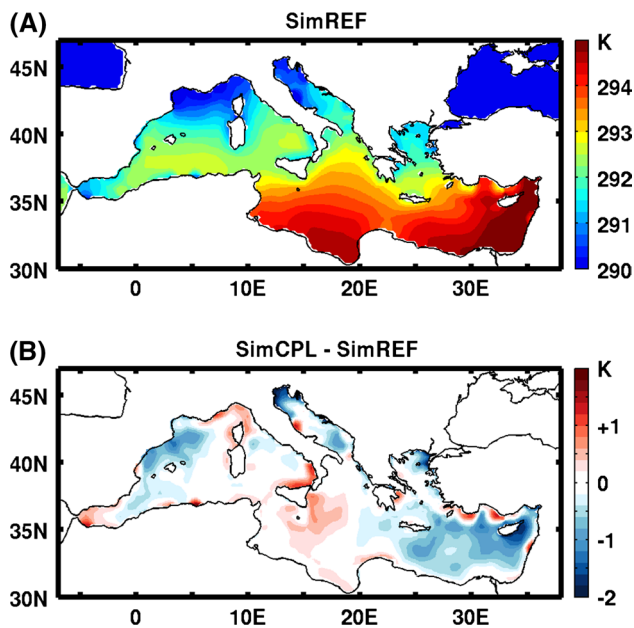 (A)
SimREF
K
45N
40N
35N
30N
294
293
292
291
290
0
10E
20E
30E
(B)
SimCPL - SimREF
K
45N
40N
35N
30N
+1
0
-1
-2
0
10E
20E
30E